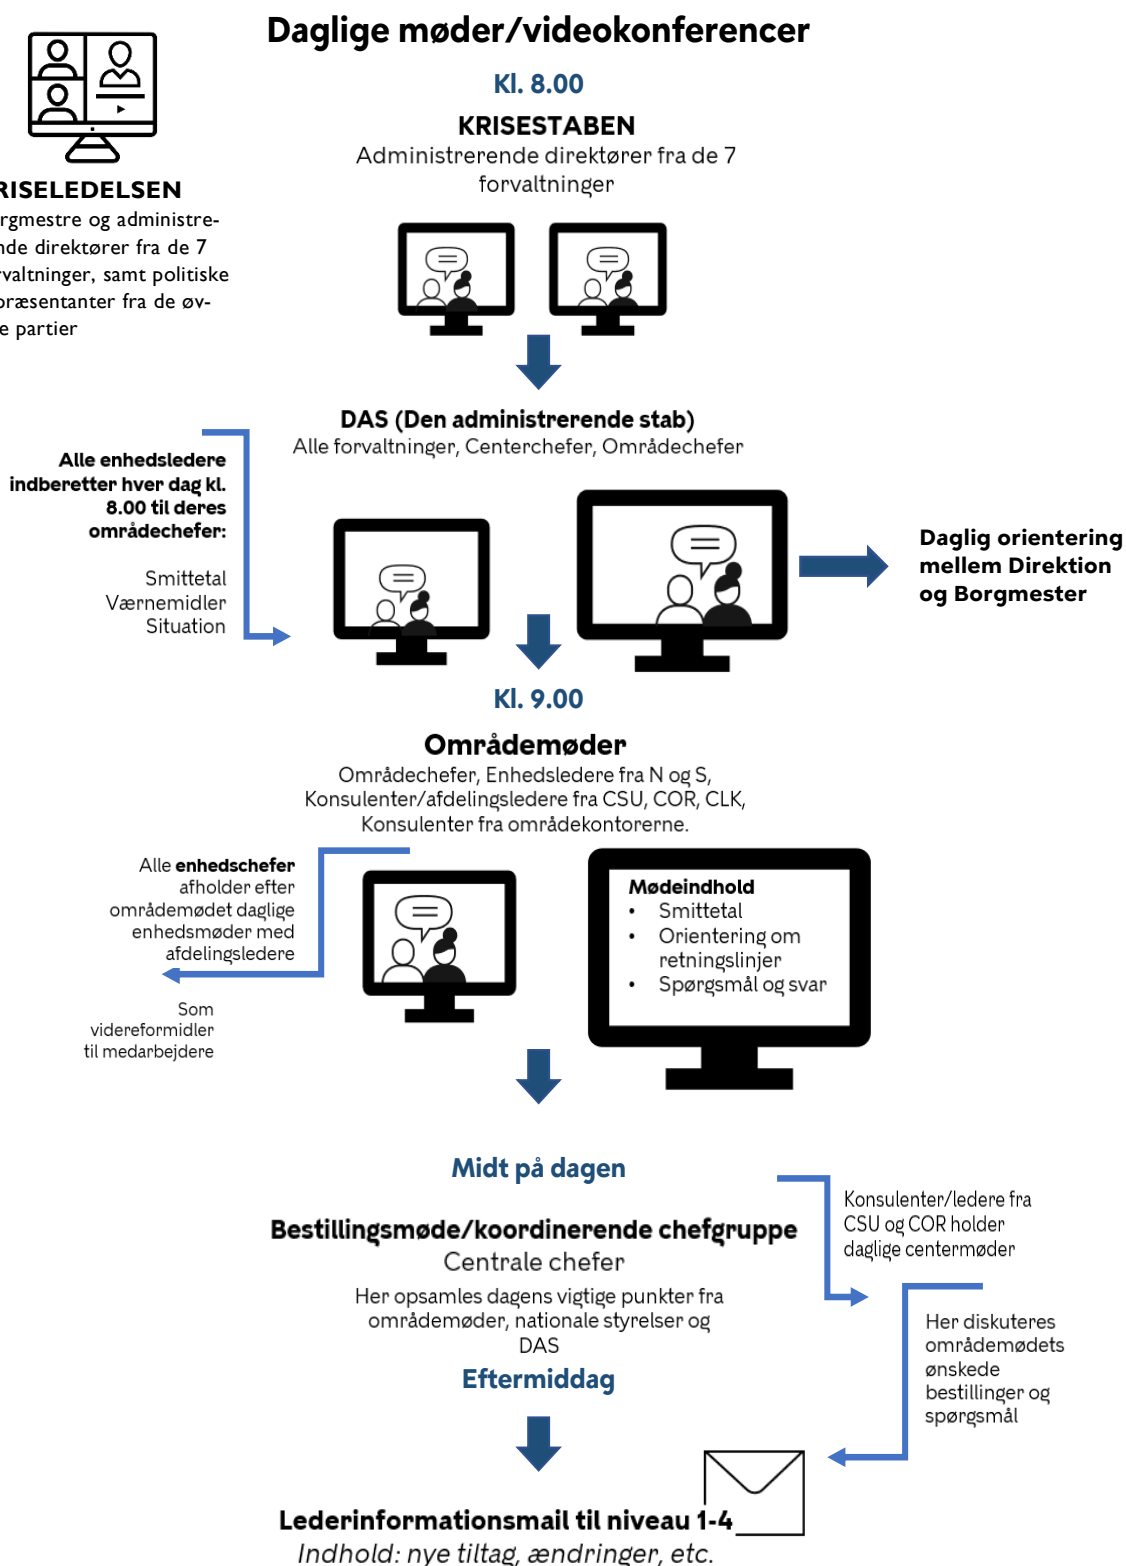 Daglige møder/videokonferencer
Kl. 8.00
KRISESTABEN
Administrerende direktører fra de 7
forvaltninger
RISELEDELSEN
rgmestre og administre-
nde direktører fra de 7
rvaltninger, samt politiske
præsentanter fra de øv-
e partier
DAS (Den administrerende stab)
Alle forvaltninger, Centerchefer, Områdechefer
Alle enhedsledere
indberetter hver dag kl.
8.00 til deres
områdechefer:
Smittetal
Værnemidler
Situation
Daglig orientering
mellem Direktion
og Borgmester
Kl. 9.00
Områdemøder
Områdechefer, Enhedsledere fra N og S,
Konsulenter/afdelingsledere fra CSU, COR, CLK,
Konsulenter fra områdekontorerne.
Alle enhedschefer
afholder efter
områdemødet daglige
enhedsmøder med
afdelingsledere
Som
videreformidler
til medarbejdere
Mødeindhold
• Smittetal
• Orientering om
retningslinjer
• Spørgsmål og svar
Midt på dagen
Bestillingsmøde/koordinerende chefgruppe
Centrale chefer
Her opsamles dagens vigtige punkter fra
områdemøder, nationale styrelser og
DAS
Konsulenter/ledere fra
CSU og COR holder
daglige centermøder
Her diskuteres
områdemødets
ønskede
bestillinger og
spørgsmål
Eftermiddag
Lederinformationsmail til niveau 1-4
Indhold: nye tiltag, ændringer, etc.